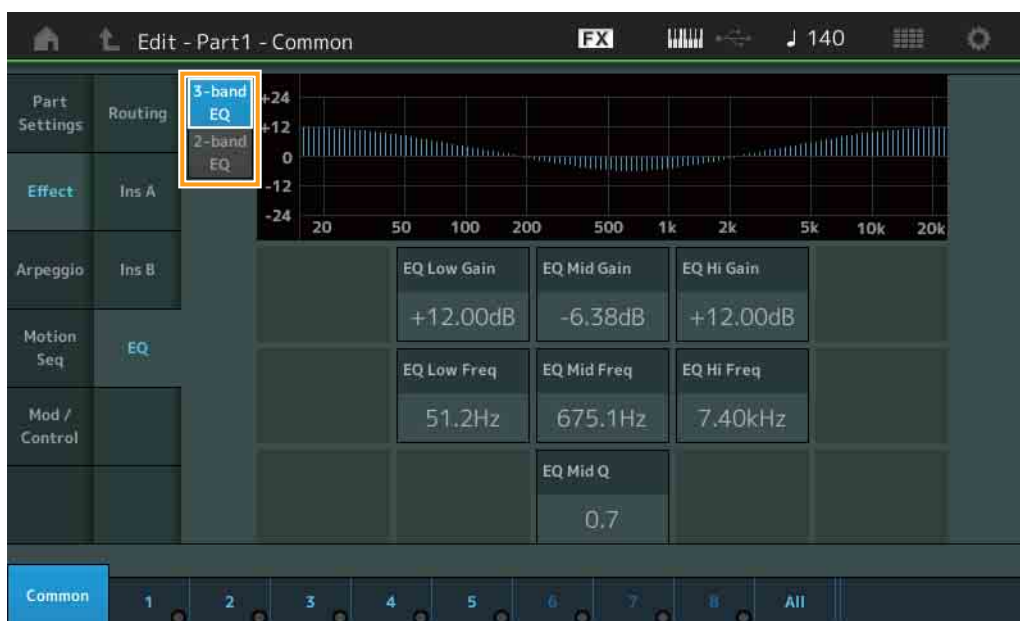 Edit - Part1 - Common FX ♩ 140
Part Settings
Routing
3-band EQ
2-band EQ
+24
+12
0
-12
-24
20 50 100 200 500 1k 2k 5k 10k 20k
Effect
Ins A
Arpeggio
Ins B
Motion Seq
EQ
Mod / Control
EQ Low Gain EQ Mid Gain EQ Hi Gain
+12.00dB -6.38dB +12.00dB
EQ Low Freq EQ Mid Freq EQ Hi Freq
51.2Hz 675.1Hz 7.40kHz
EQ Mid Q
0.7
Common 1 2 3 4 5 6 7 8 All